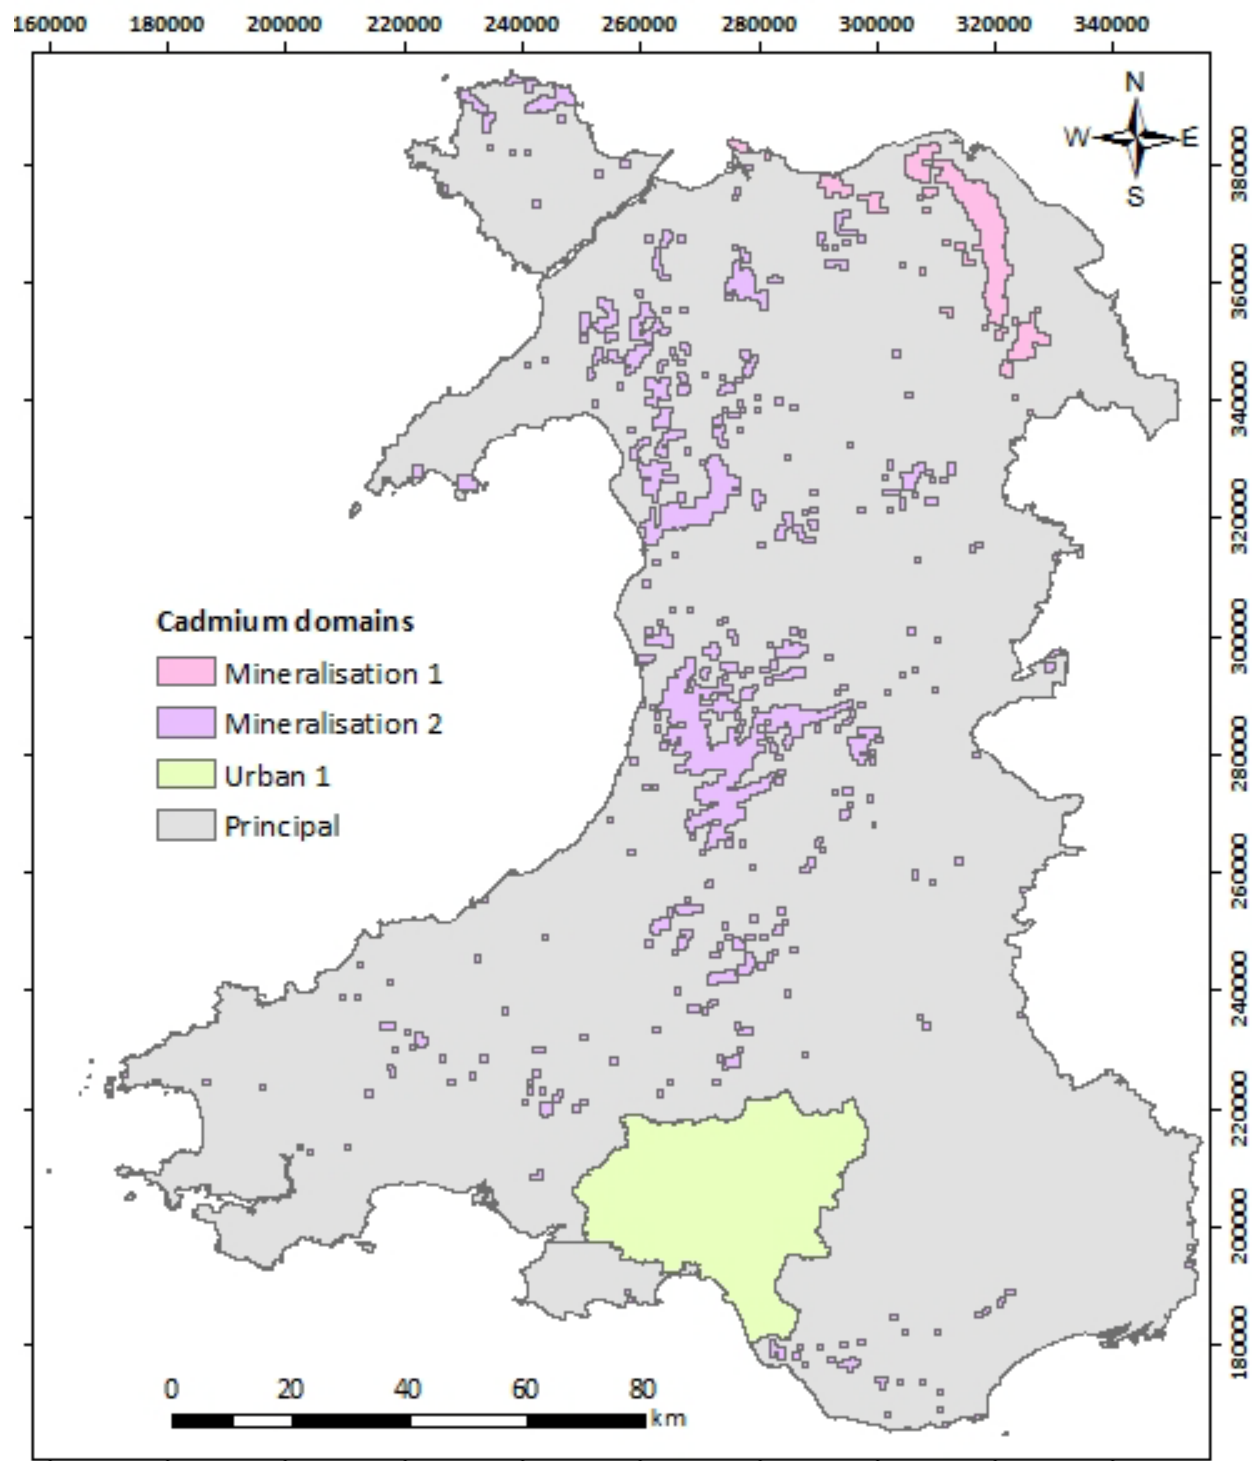 160000 180000 200000 220000 240000 260000 280000 300000 320000 340000
N
W E
S
380000
360000
340000
320000
300000
280000
260000
240000
220000
200000
180000
Cadmium domains
Mineralisation 1
Mineralisation 2
Urban 1
Principal
0 20 40 60 80
km